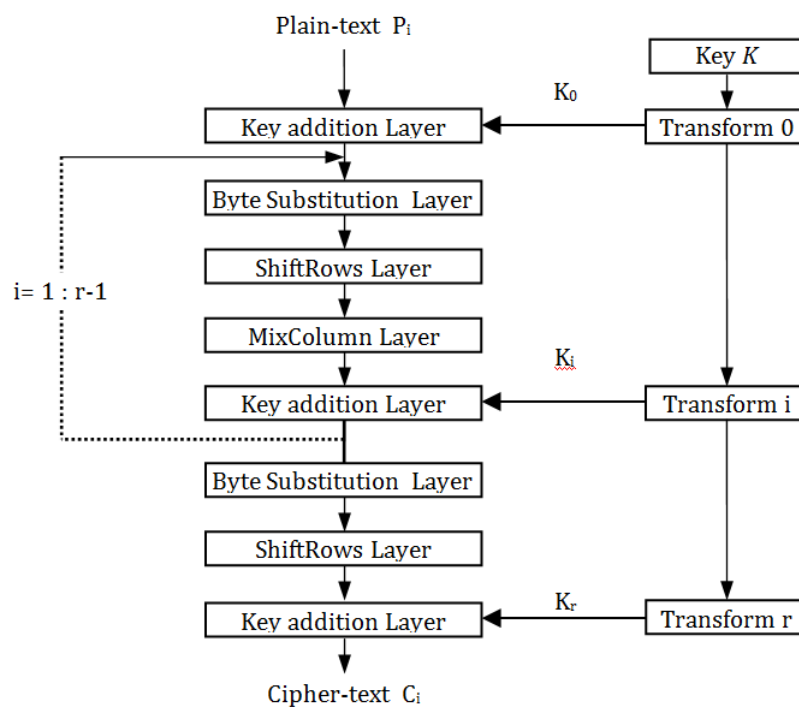 Plain-text Pi
Key K
K0
Key addition Layer
Transform 0
Byte Substitution Layer
ShiftRows Layer
i= 1 : r-1
MixColumn Layer
Ki
Key addition Layer
Transform i
Byte Substitution Layer
ShiftRows Layer
Kr
Key addition Layer
Transform r
Cipher-text Ci